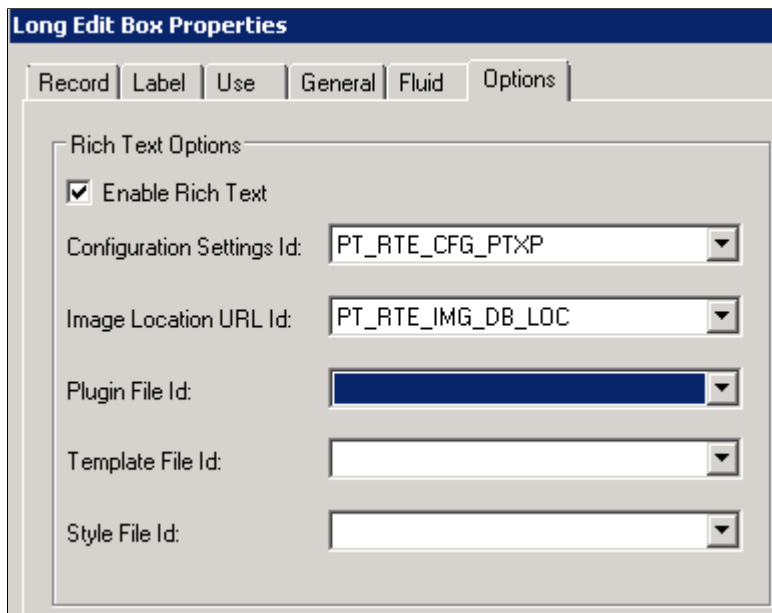 Long Edit Box Properties
Record Label Use General Fluid Options
Rich Text Options
Enable Rich Text
Configuration Settings Id: PT_RTE_CFG_PTXP
Image Location URL Id: PT_RTE_IMG_DB_LOC
Plugin File Id:
Template File Id:
Style File Id: